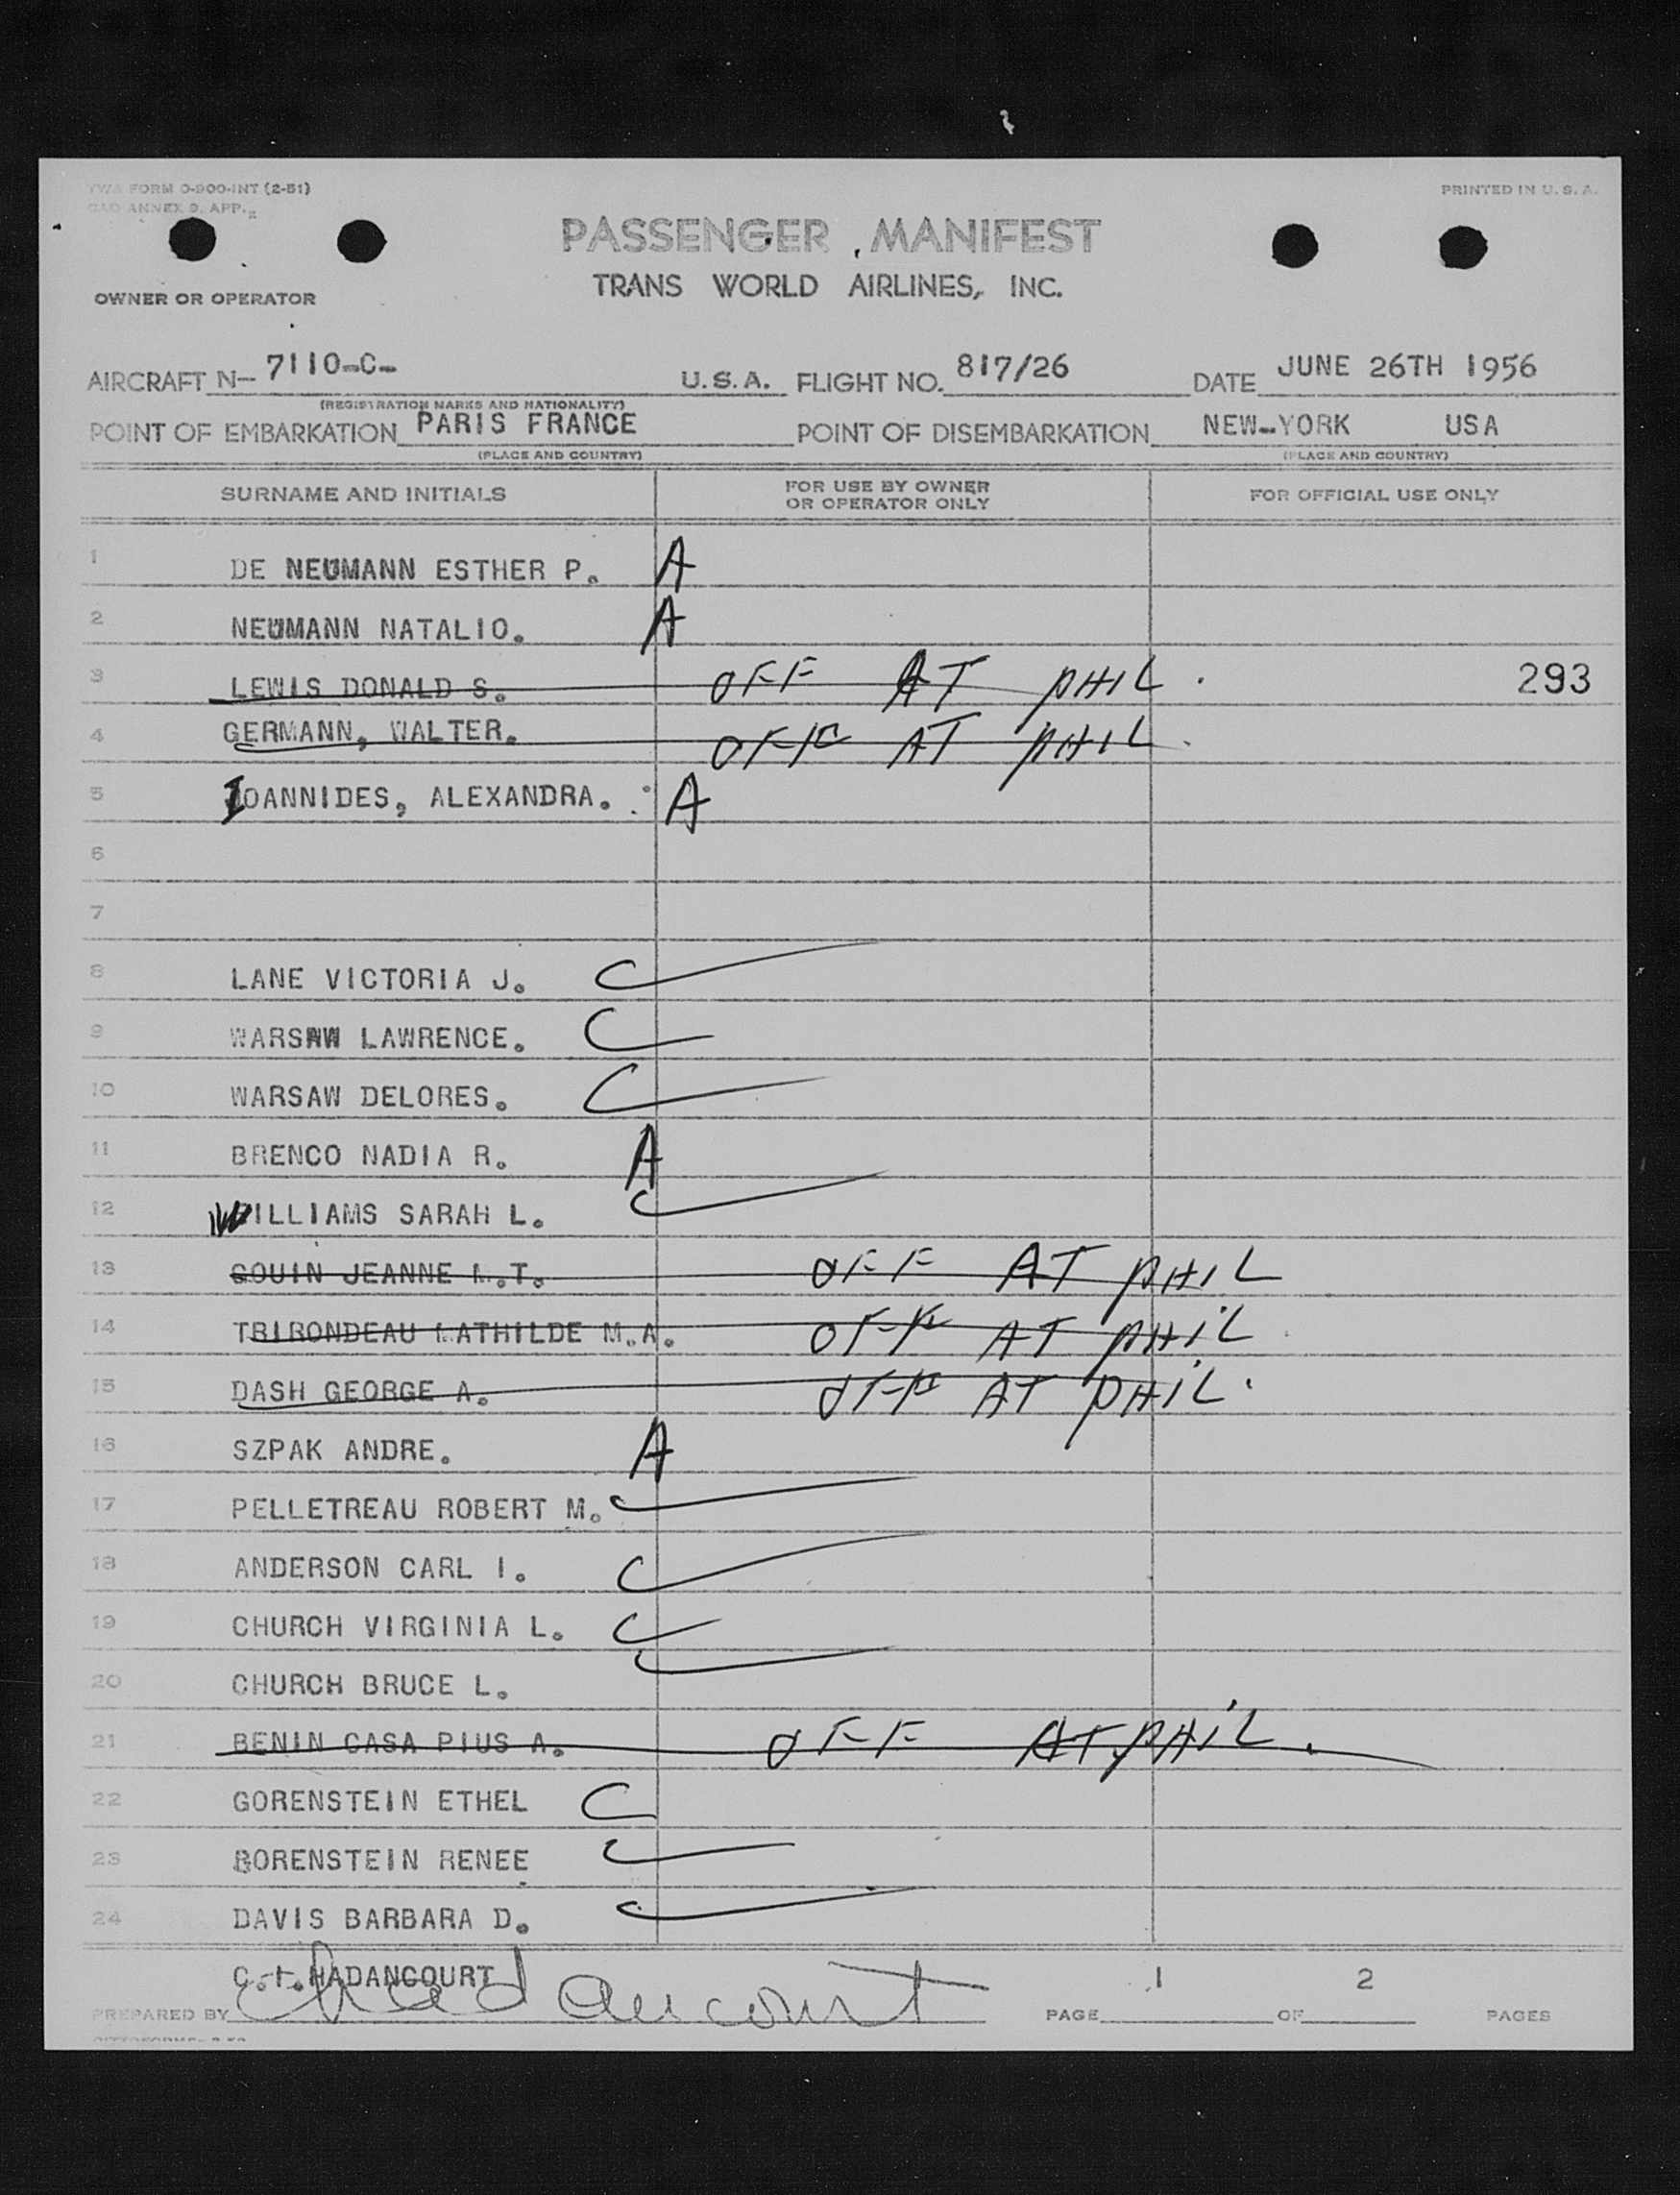 TWA FORM O-900-INT (2-51)
PRINTED IN U. S. A.
CAD ANNEX 9. APP.
PASSENGER MANIFEST
TRANS WORLD AIRLINES, INC.
OWNER OR OPERATOR
AIRCRAFT N- 7110-C- U.S.A. FLIGHT NO. 817/26 DATE JUNE 26TH 1956
(REGISTRATION MARKS AND NATIONALITY)
POINT OF EMBARKATION PARIS FRANCE POINT OF DISEMBARKATION NEW-YORK USA
(PLACE AND COUNTRY) (PLACE AND COUNTRY)
SURNAME AND INITIALS FOR USE BY OWNER OR OPERATOR ONLY FOR OFFICIAL USE ONLY
1 DE NEUMANN ESTHER P. A
2 NEUMANN NATALIO. A
3 LEWIS DONALD S. OFF AT PHIL. 293
4 GERMANN, WALTER. OFF AT PHIL.
5 IOANNIDES, ALEXANDRA. A
6
7
8 LANE VICTORIA J. C
9 WARSAW LAWRENCE. C
10 WARSAW DELORES. C
11 BRENCO NADIA R. A
12 WILLIAMS SARAH L. C
13 GOUIN JEANNE M.T. OFF AT PHIL
14 TRIRONDEAU MATHILDE M.A. OFF AT PHIL
15 DASH GEORGE A. OFF AT PHIL.
16 SZPAK ANDRE. A
17 PELLETREAU ROBERT M. C
18 ANDERSON CARL I. C
19 CHURCH VIRGINIA L. C
20 CHURCH BRUCE L. C
21 BENIN CASA PIUS A. OFF AT PHIL.
22 GORENSTEIN ETHEL C
23 BORENSTEIN RENEE C
24 DAVIS BARBARA D. C
C.I.HADANCOURT
PREPARED BY Chadancourt PAGE 1 OF 2 PAGES